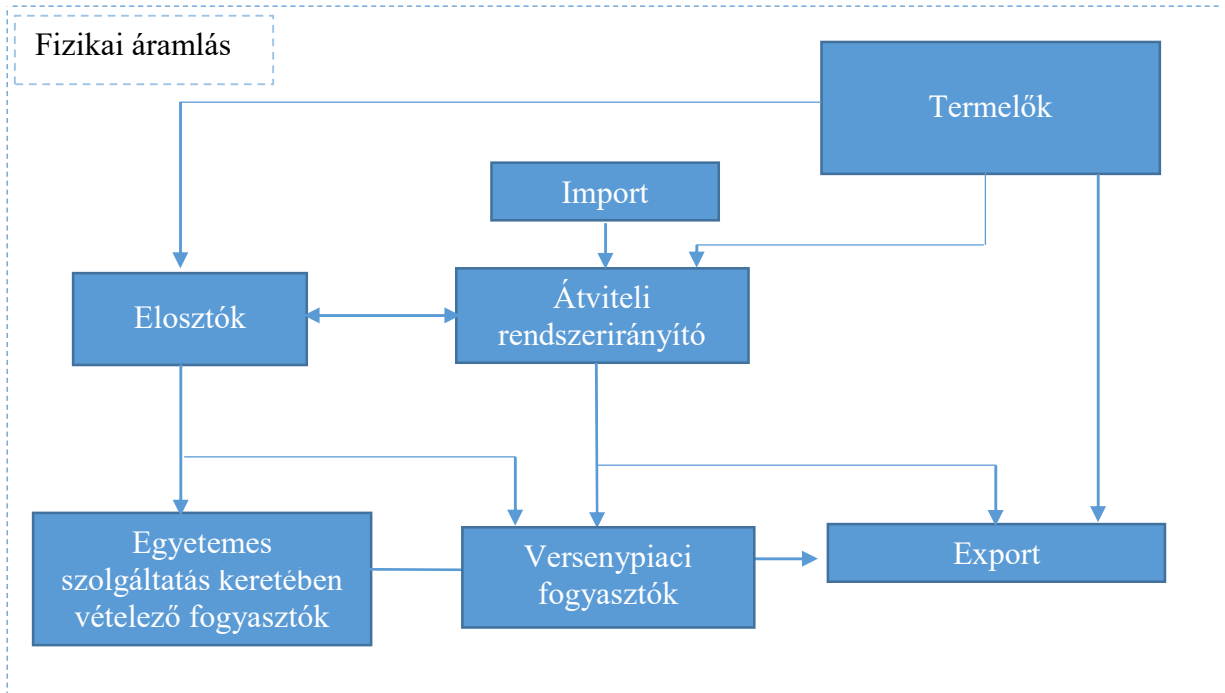 Fizikai áramlás
Termelők
Import
Elosztók
Átviteli
rendszerirányító
Egyetemes
szolgáltatás keretében
vételező fogyasztók
Versenypiaci
fogyasztók
Export